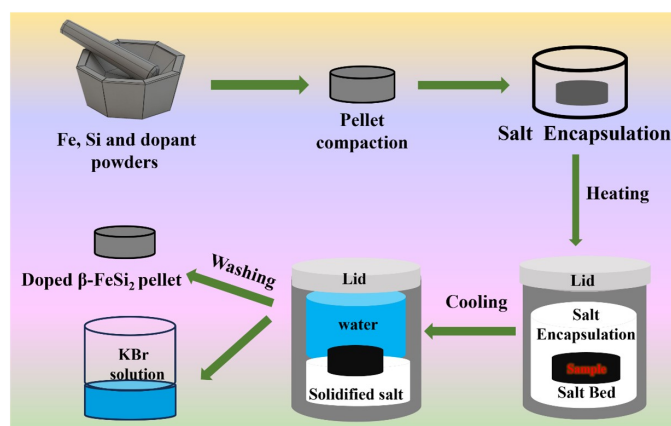 Fe, Si and dopant
powders
Pellet
compaction
Salt Encapsulation
Heating
Doped β-FeSi₂ pellet
Washing
Lid
Cooling
Lid
water
Salt
Encapsulation
KBr
solution
Sample
Solidified salt
Salt Bed